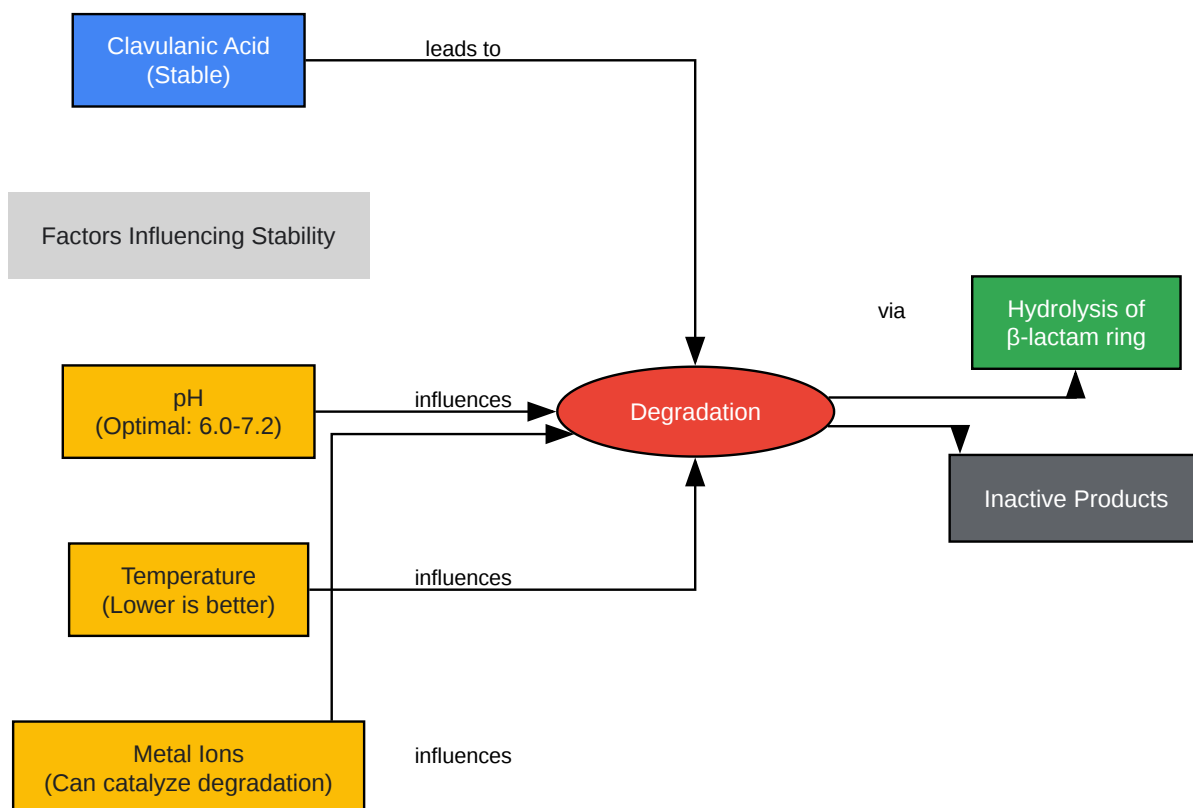 Clavulanic Acid
(Stable)
leads to
Factors Influencing Stability
via
Hydrolysis of
β-lactam ring
pH
(Optimal: 6.0-7.2)
influences
Degradation
Inactive Products
Temperature
(Lower is better)
influences
Metal Ions
(Can catalyze degradation)
influences